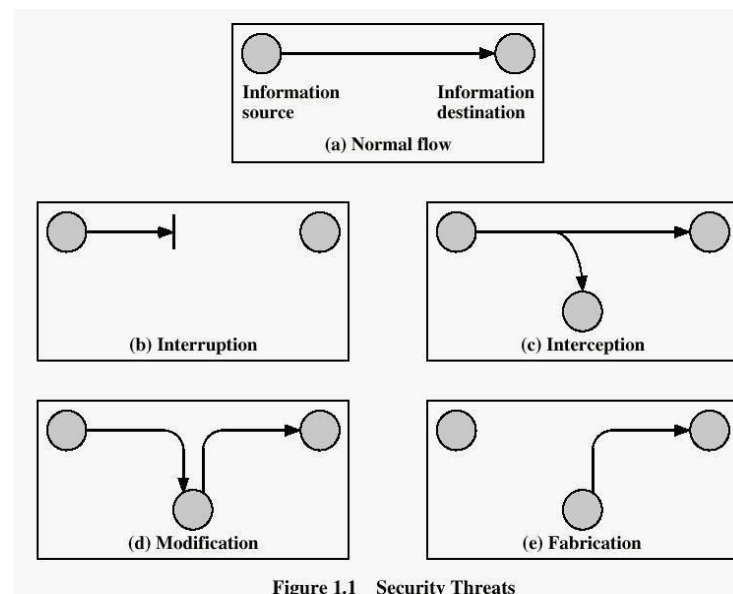 Information
source
Information
destination
(a) Normal flow
(b) Interruption
(c) Interception
(d) Modification
(e) Fabrication
Figure 1.1 Security Threats